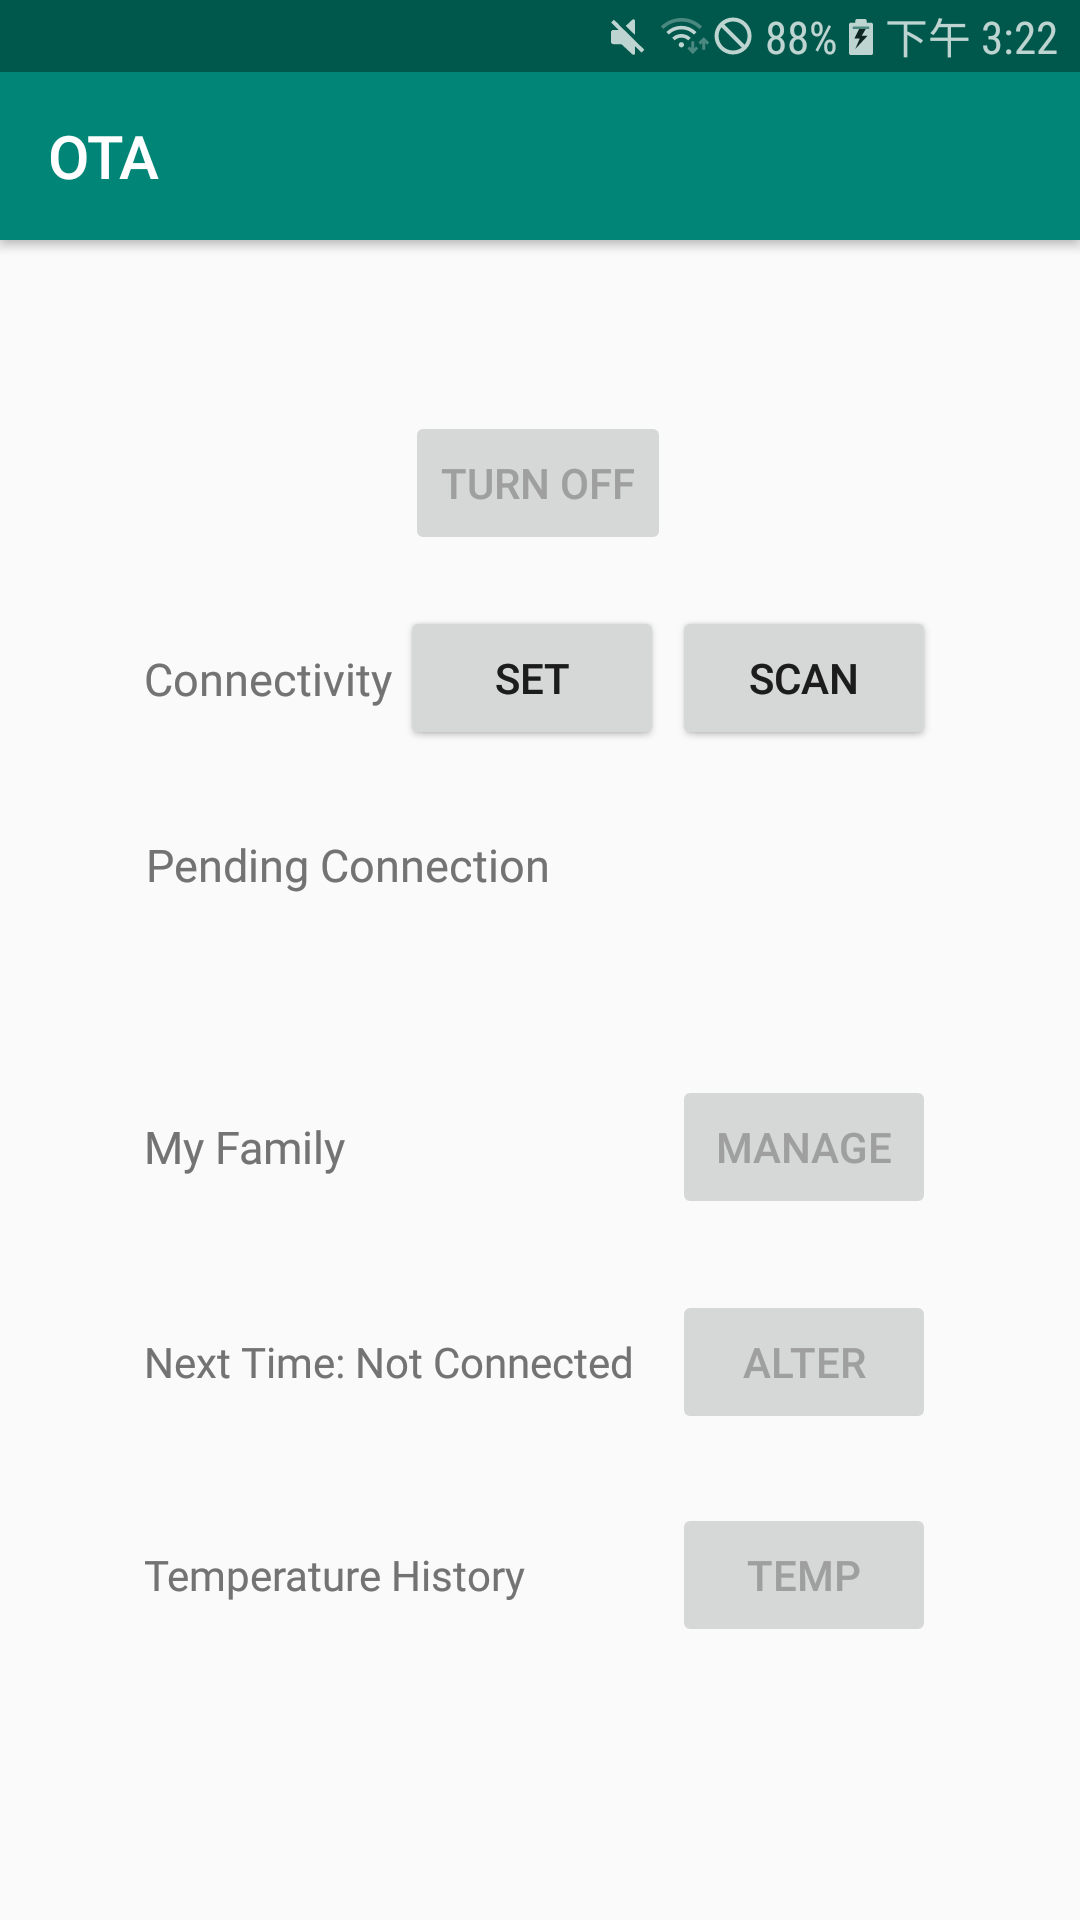 88% 下午 3:22
OTA
TURN OFF
Connectivity SET SCAN
Pending Connection
My Family MANAGE
Next Time: Not Connected ALTER
Temperature History TEMP